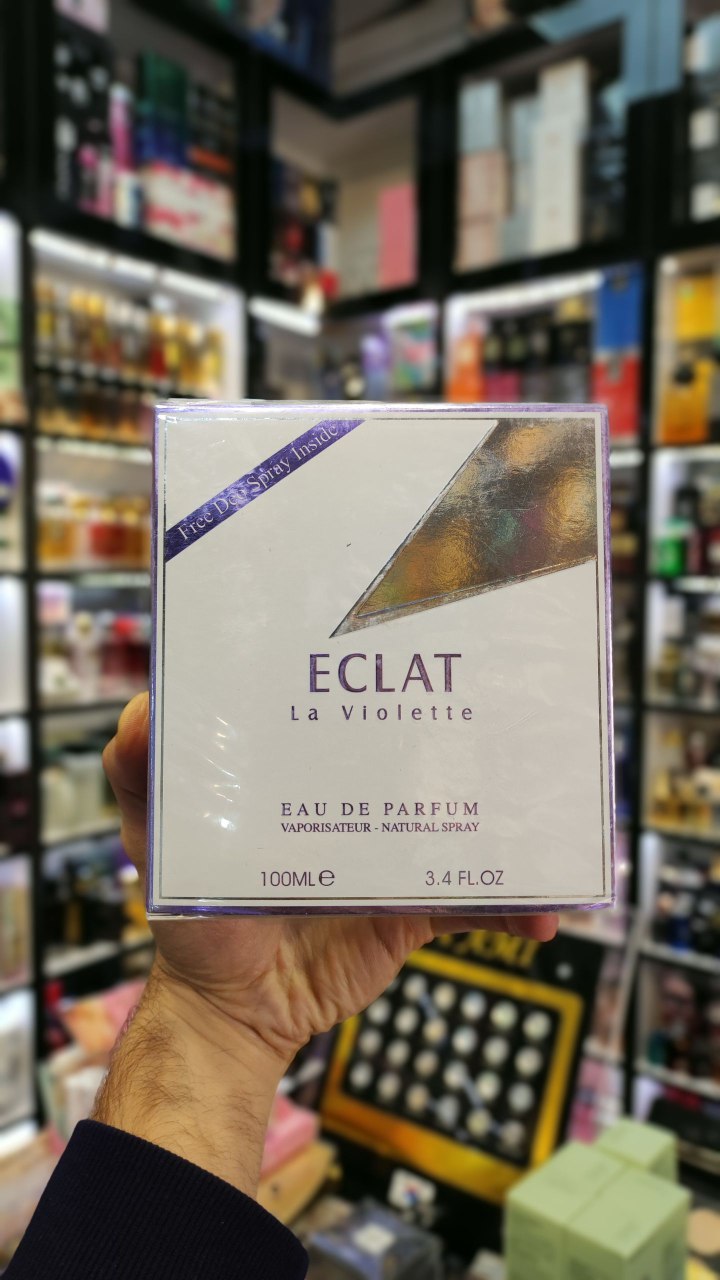 Free Deo Spray Inside
ECLAT
La Violette
EAU DE PARFUM
VAPORISATEUR - NATURAL SPRAY
100ML℮
3.4 FL.OZ